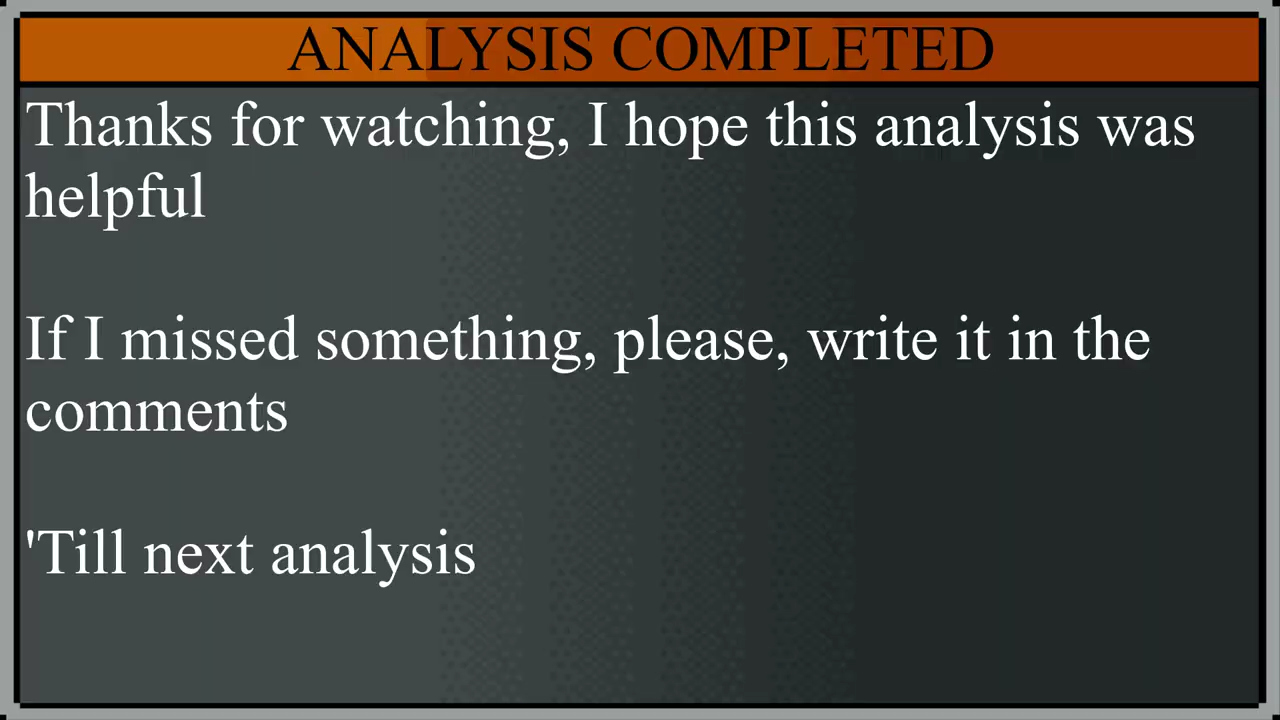 ANALYSIS COMPLETED
Thanks for watching, I hope this analysis was
helpful
If I missed something, please, write it in the
comments
'Till next analysis